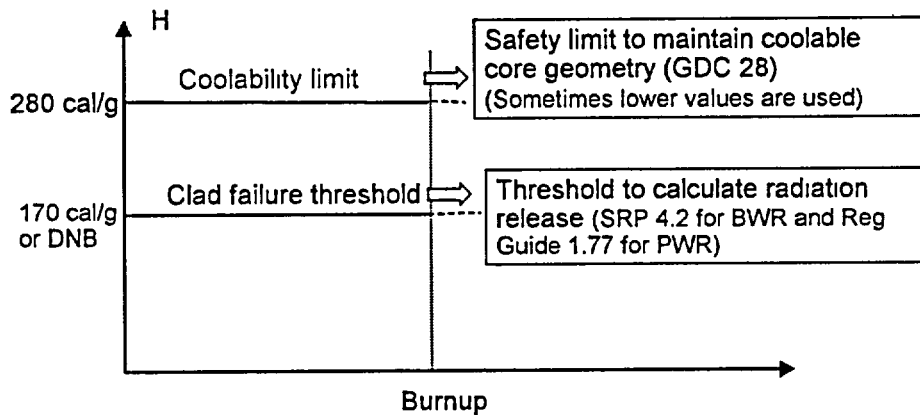 H
Coolability limit
280 cal/g
Safety limit to maintain coolable
core geometry (GDC 28)
(Sometimes lower values are used)
Clad failure threshold
170 cal/g
or DNB
Threshold to calculate radiation
release (SRP 4.2 for BWR and Reg
Guide 1.77 for PWR)
Burnup